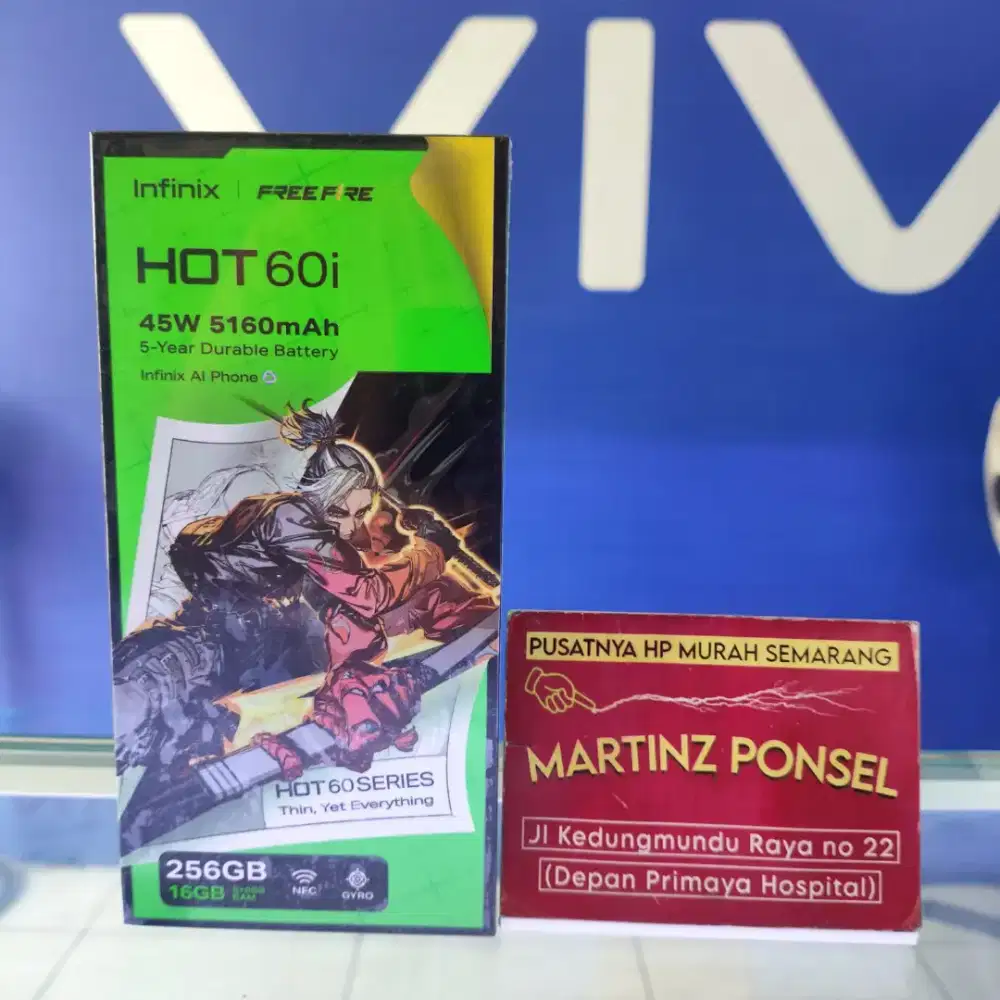 VIV
Infinix | FREE FIRE
HOT 60i
45W 5160mAh
5-Year Durable Battery
Infinix AI Phone
HOT 60 SERIES
Thin, Yet Everything
256GB
16GB
RAM
NFC
GYRO
PUSATNYA HP MURAH SEMARANG
MARTINZ PONSEL
Jl Kedungmundu Raya no 22
(Depan Primaya Hospital)